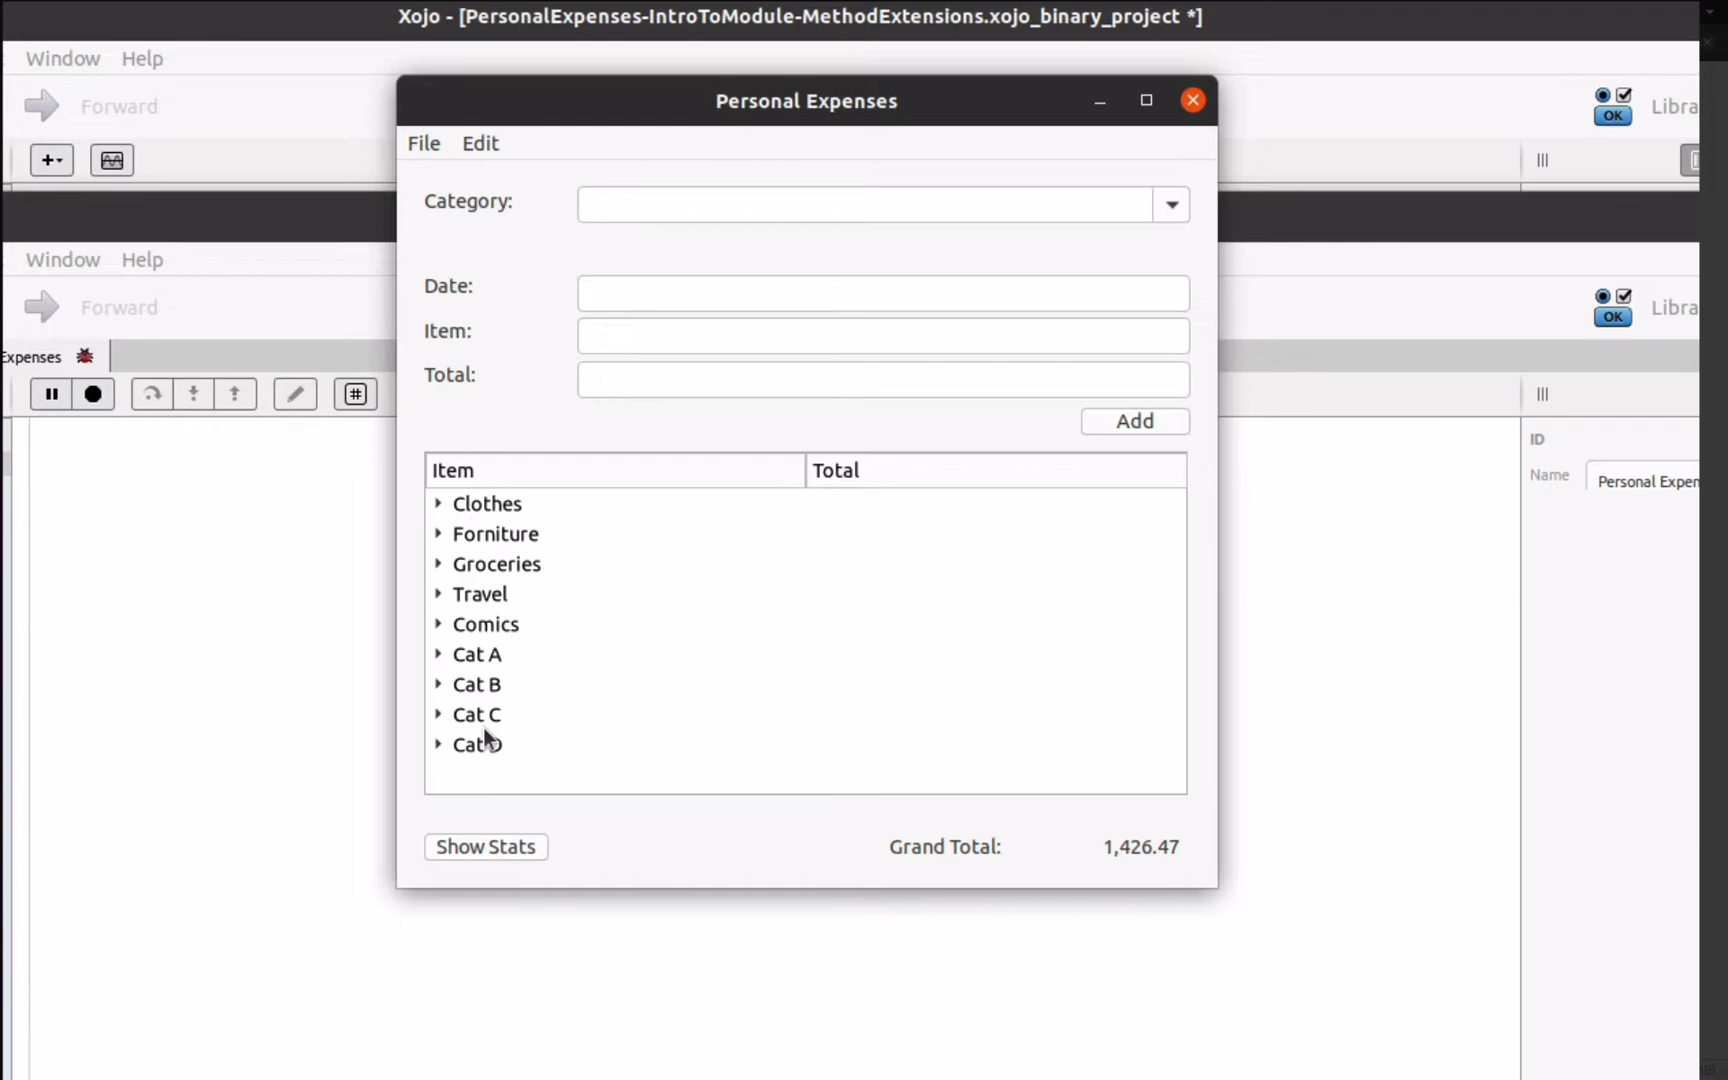 Xojo - [PersonalExpenses-IntroToModule-MethodExtensions.xojo_binary_project *]
Window Help
Forward
OK
Libra
Personal Expenses
File Edit
Category:
Date:
Item:
Total:
Add
Item Total
Clothes
Forniture
Groceries
Travel
Comics
Cat A
Cat B
Cat C
Cat D
Show Stats
Grand Total: 1,426.47
Window Help
Forward
OK
Libra
Expenses
ID
Name Personal Expen